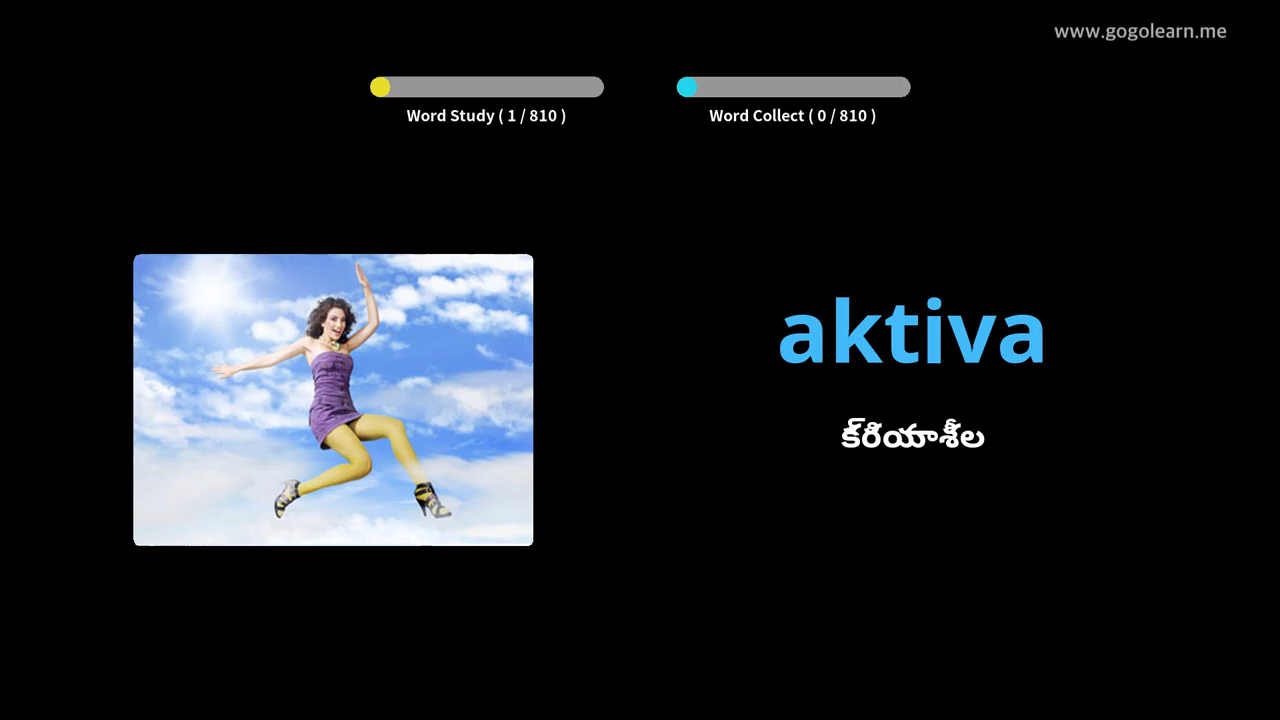 www.gogolearn.me
Word Study ( 1 / 810 )
Word Collect ( 0 / 810 )
aktiva
క్రియాశీల